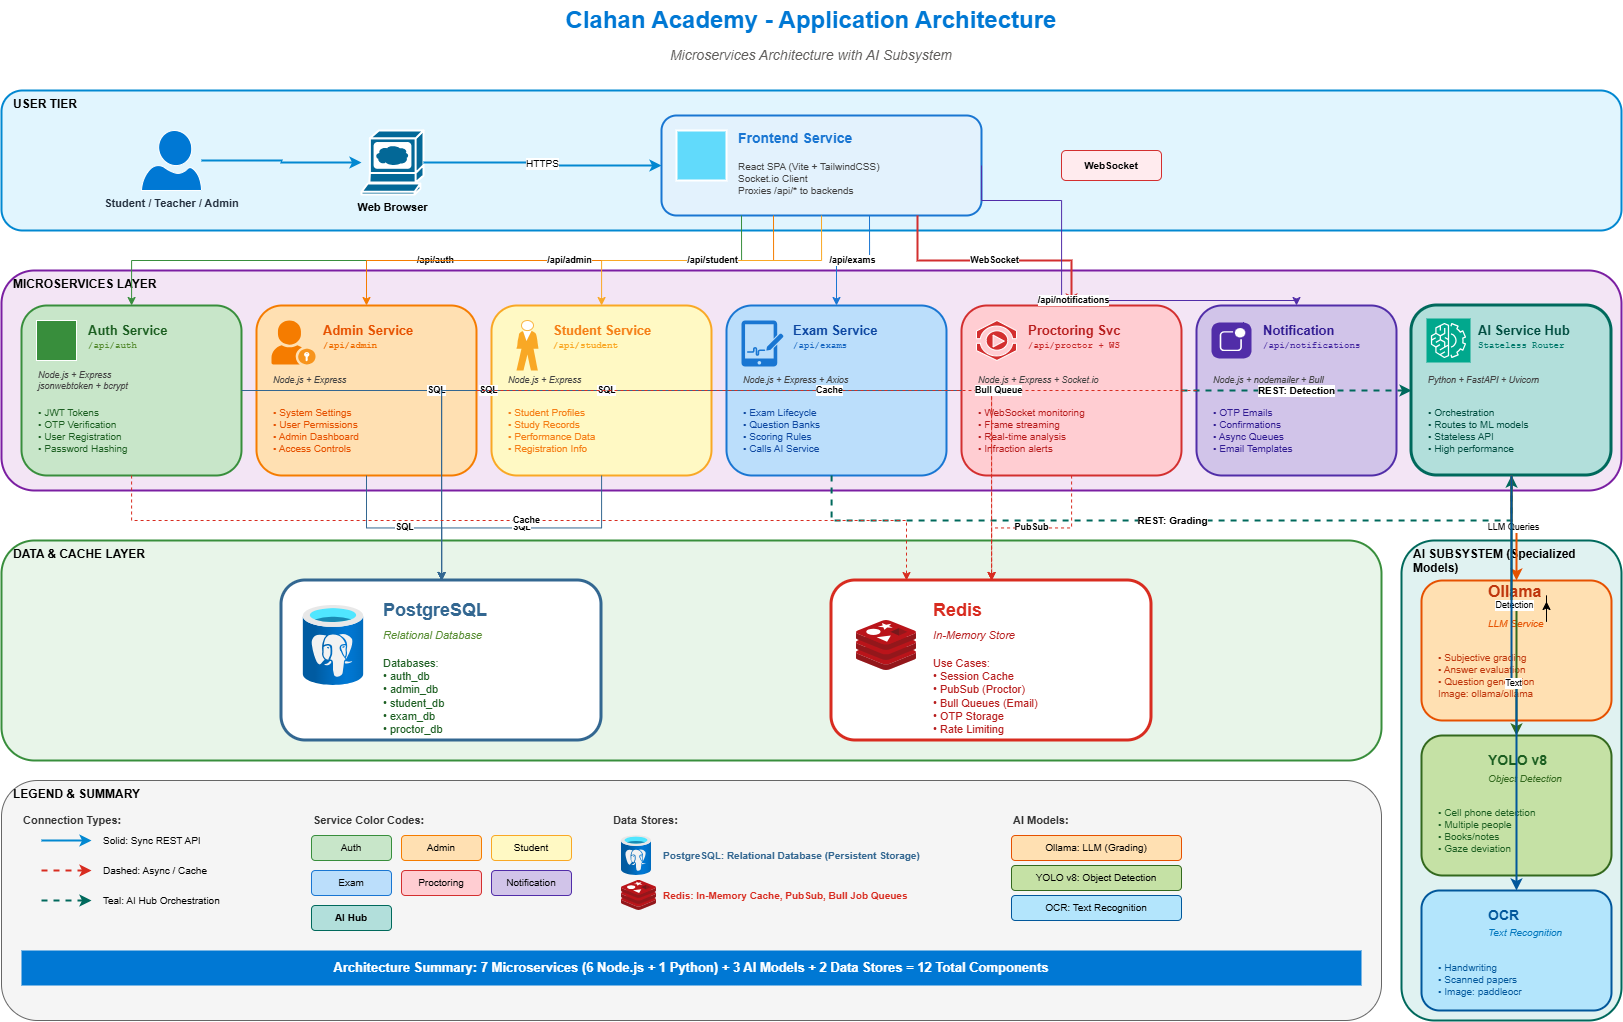 Clahan Academy - Application Architecture
Microservices Architecture with AI Subsystem
USER TIER
Student / Teacher / Admin
Web Browser
HTTPS
Frontend Service
React SPA (Vite + TailwindCSS)
Socket.io Client
Proxies /api/* to backends
WebSocket
/api/auth
/api/admin
/api/student
/api/exams
WebSocket
/api/notifications
MICROSERVICES LAYER
Auth Service
/api/auth
Node.js + Express
jsonwebtoken + bcrypt
• JWT Tokens
• OTP Verification
• User Registration
• Password Hashing
Admin Service
/api/admin
Node.js + Express
• System Settings
• User Permissions
• Admin Dashboard
• Access Controls
Student Service
/api/student
Node.js + Express
• Student Profiles
• Study Records
• Performance Data
• Registration Info
Exam Service
/api/exams
Node.js + Express + Axios
• Exam Lifecycle
• Question Banks
• Scoring Rules
• Calls AI Service
Proctoring Svc
/api/proctor + WS
Node.js + Express + Socket.io
• WebSocket monitoring
• Frame streaming
• Real-time analysis
• Infraction alerts
Notification
/api/notifications
Node.js + nodemailer + Bull
• OTP Emails
• Confirmations
• Async Queues
• Email Templates
AI Service Hub
Stateless Router
Python + FastAPI + Uvicorn
• Orchestration
• Routes to ML models
• Stateless API
• High performance
SQL
SQL
SQL
Cache
Bull Queue
REST: Detection
Cache
SQL
SQL
PubSub
REST: Grading
LLM Queries
DATA & CACHE LAYER
PostgreSQL
Relational Database
Databases:
• auth_db
• admin_db
• student_db
• exam_db
• proctor_db
Redis
In-Memory Store
Use Cases:
• Session Cache
• PubSub (Proctor)
• Bull Queues (Email)
• OTP Storage
• Rate Limiting
AI SUBSYSTEM (Specialized
Models)
Ollama
Detection
LLM Service
• Subjective grading
• Answer evaluation
• Question generation
Text
Image: ollama/ollama
YOLO v8
Object Detection
• Cell phone detection
• Multiple people
• Books/notes
• Gaze deviation
OCR
Text Recognition
• Handwriting
• Scanned papers
• Image: paddleocr
LEGEND & SUMMARY
Connection Types:
Solid: Sync REST API
Dashed: Async / Cache
Teal: AI Hub Orchestration
Service Color Codes:
Auth
Admin
Student
Exam
Proctoring
Notification
AI Hub
Data Stores:
PostgreSQL: Relational Database (Persistent Storage)
Redis: In-Memory Cache, PubSub, Bull Job Queues
AI Models:
Ollama: LLM (Grading)
YOLO v8: Object Detection
OCR: Text Recognition
Architecture Summary: 7 Microservices (6 Node.js + 1 Python) + 3 AI Models + 2 Data Stores = 12 Total Components